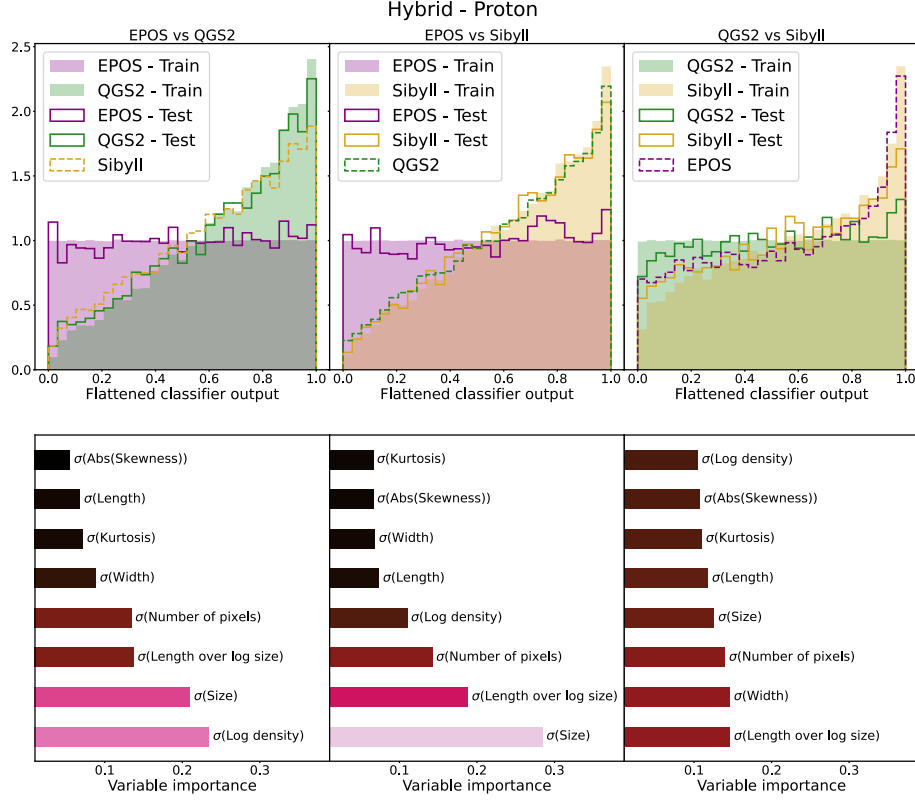 Hybrid - Proton
EPOS vs QGS2
EPOS vs Sibyll
QGS2 vs Sibyll
2.5
2.0
1.5
1.0
0.5
0.0
EPOS - Train
QGS2 - Train
EPOS - Test
QGS2 - Test
Sibyll
EPOS - Train
Sibyll - Train
EPOS - Test
Sibyll - Test
QGS2
QGS2 - Train
Sibyll - Train
QGS2 - Test
Sibyll - Test
EPOS
0.0 0.2 0.4 0.6 0.8 1.0
0.0 0.2 0.4 0.6 0.8 1.0
0.0 0.2 0.4 0.6 0.8 1.0
Flattened classifier output
Flattened classifier output
Flattened classifier output
σ(Abs(Skewness))
σ(Length)
σ(Kurtosis)
σ(Width)
σ(Number of pixels)
σ(Length over log size)
σ(Size)
σ(Log density)
0.1 0.2 0.3
Variable importance
σ(Kurtosis)
σ(Abs(Skewness))
σ(Width)
σ(Length)
σ(Log density)
σ(Number of pixels)
σ(Length over log size)
σ(Size)
0.1 0.2 0.3
Variable importance
σ(Log density)
σ(Abs(Skewness))
σ(Kurtosis)
σ(Length)
σ(Size)
σ(Number of pixels)
σ(Width)
σ(Length over log size)
0.1 0.2 0.3
Variable importance